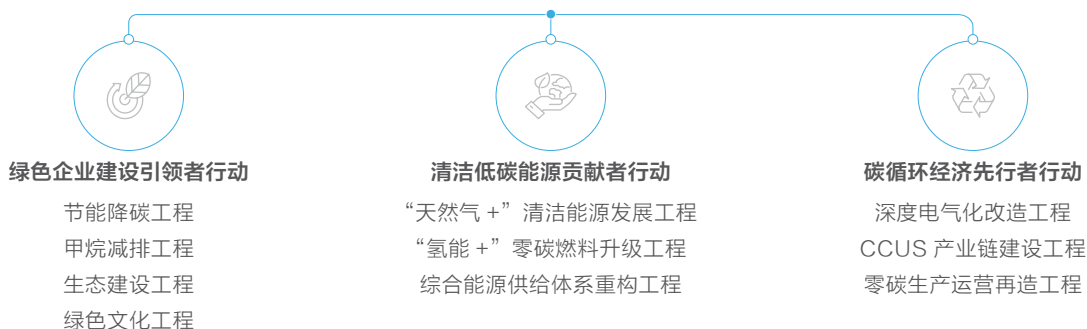 绿色企业建设引领者行动
节能降碳工程
甲烷减排工程
生态建设工程
绿色文化工程
清洁低碳能源贡献者行动
“天然气 +”清洁能源发展工程
“氢能 +”零碳燃料升级工程
综合能源供给体系重构工程
碳循环经济先行者行动
深度电气化改造工程
CCUS 产业链建设工程
零碳生产运营再造工程